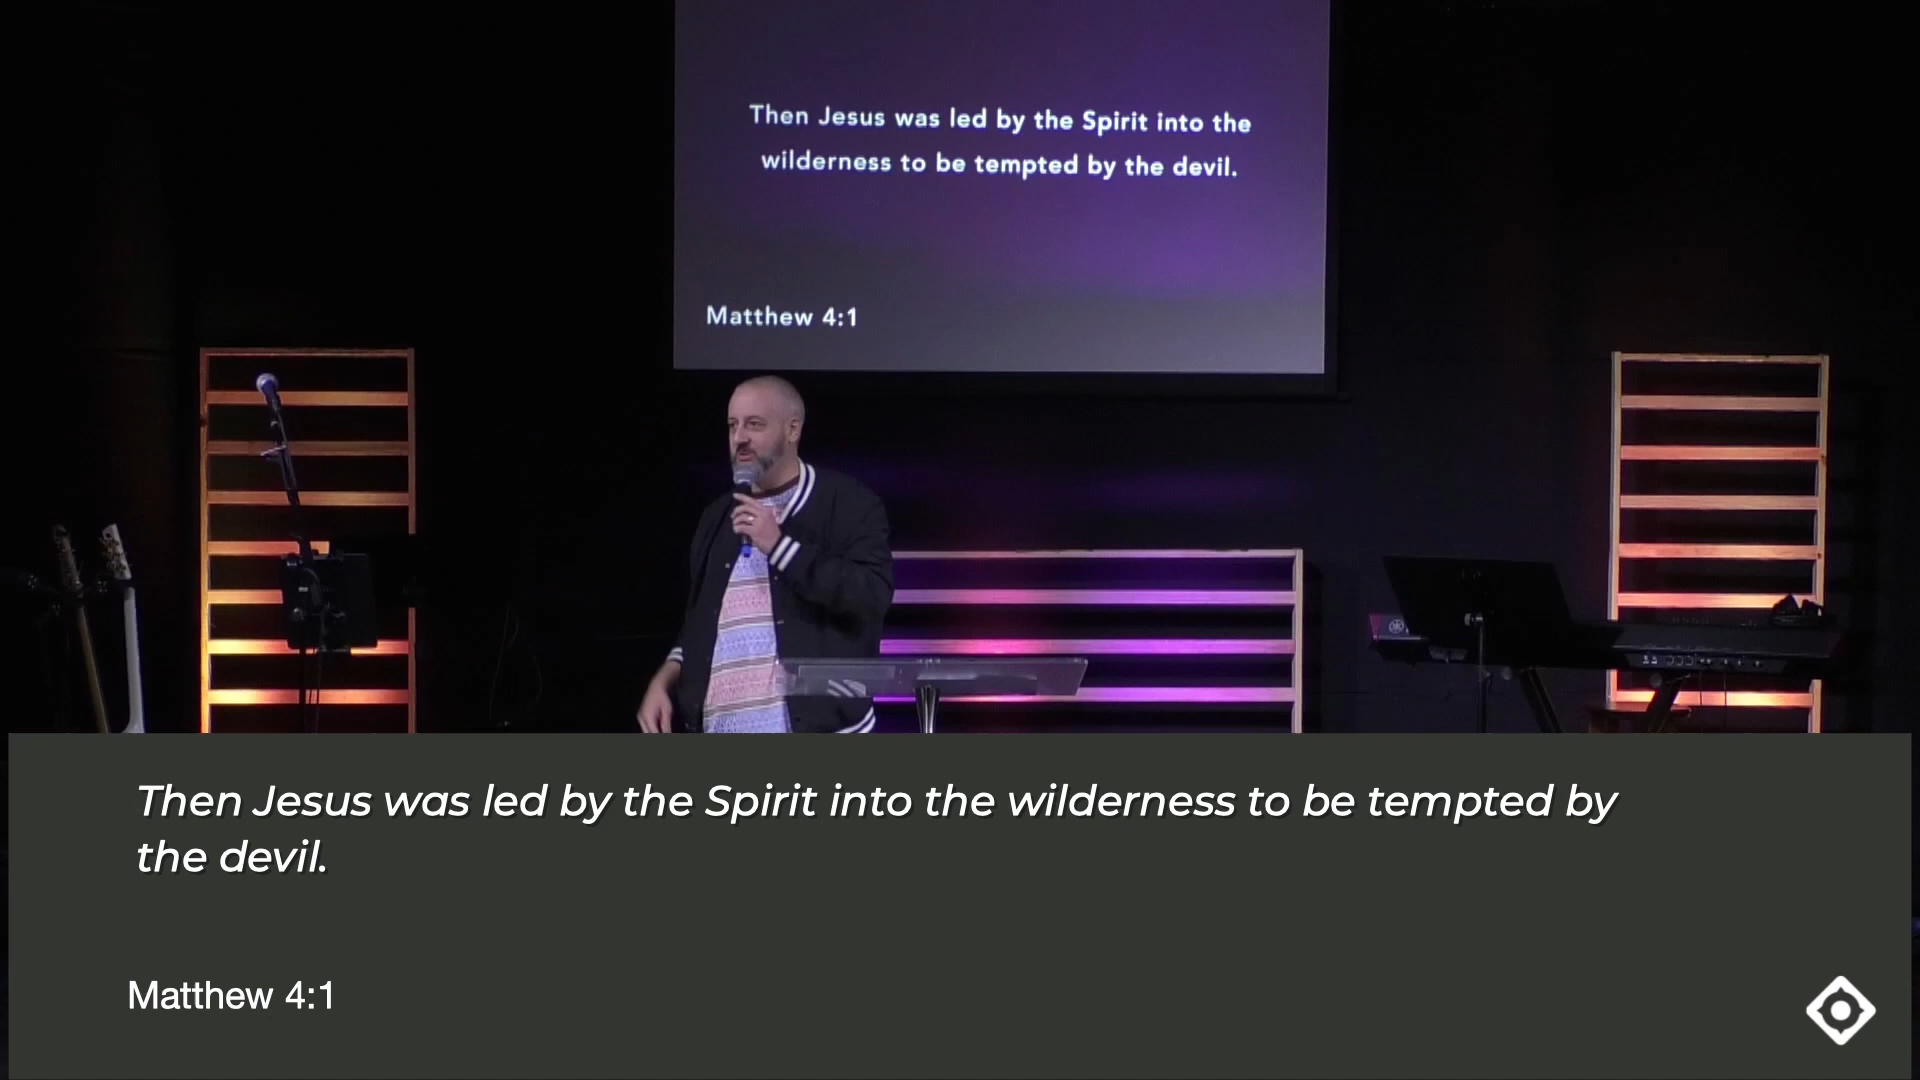 Then Jesus was led by the Spirit into the
wilderness to be tempted by the devil.
Matthew 4:1
Then Jesus was led by the Spirit into the wilderness to be tempted by
the devil.
Matthew 4:1